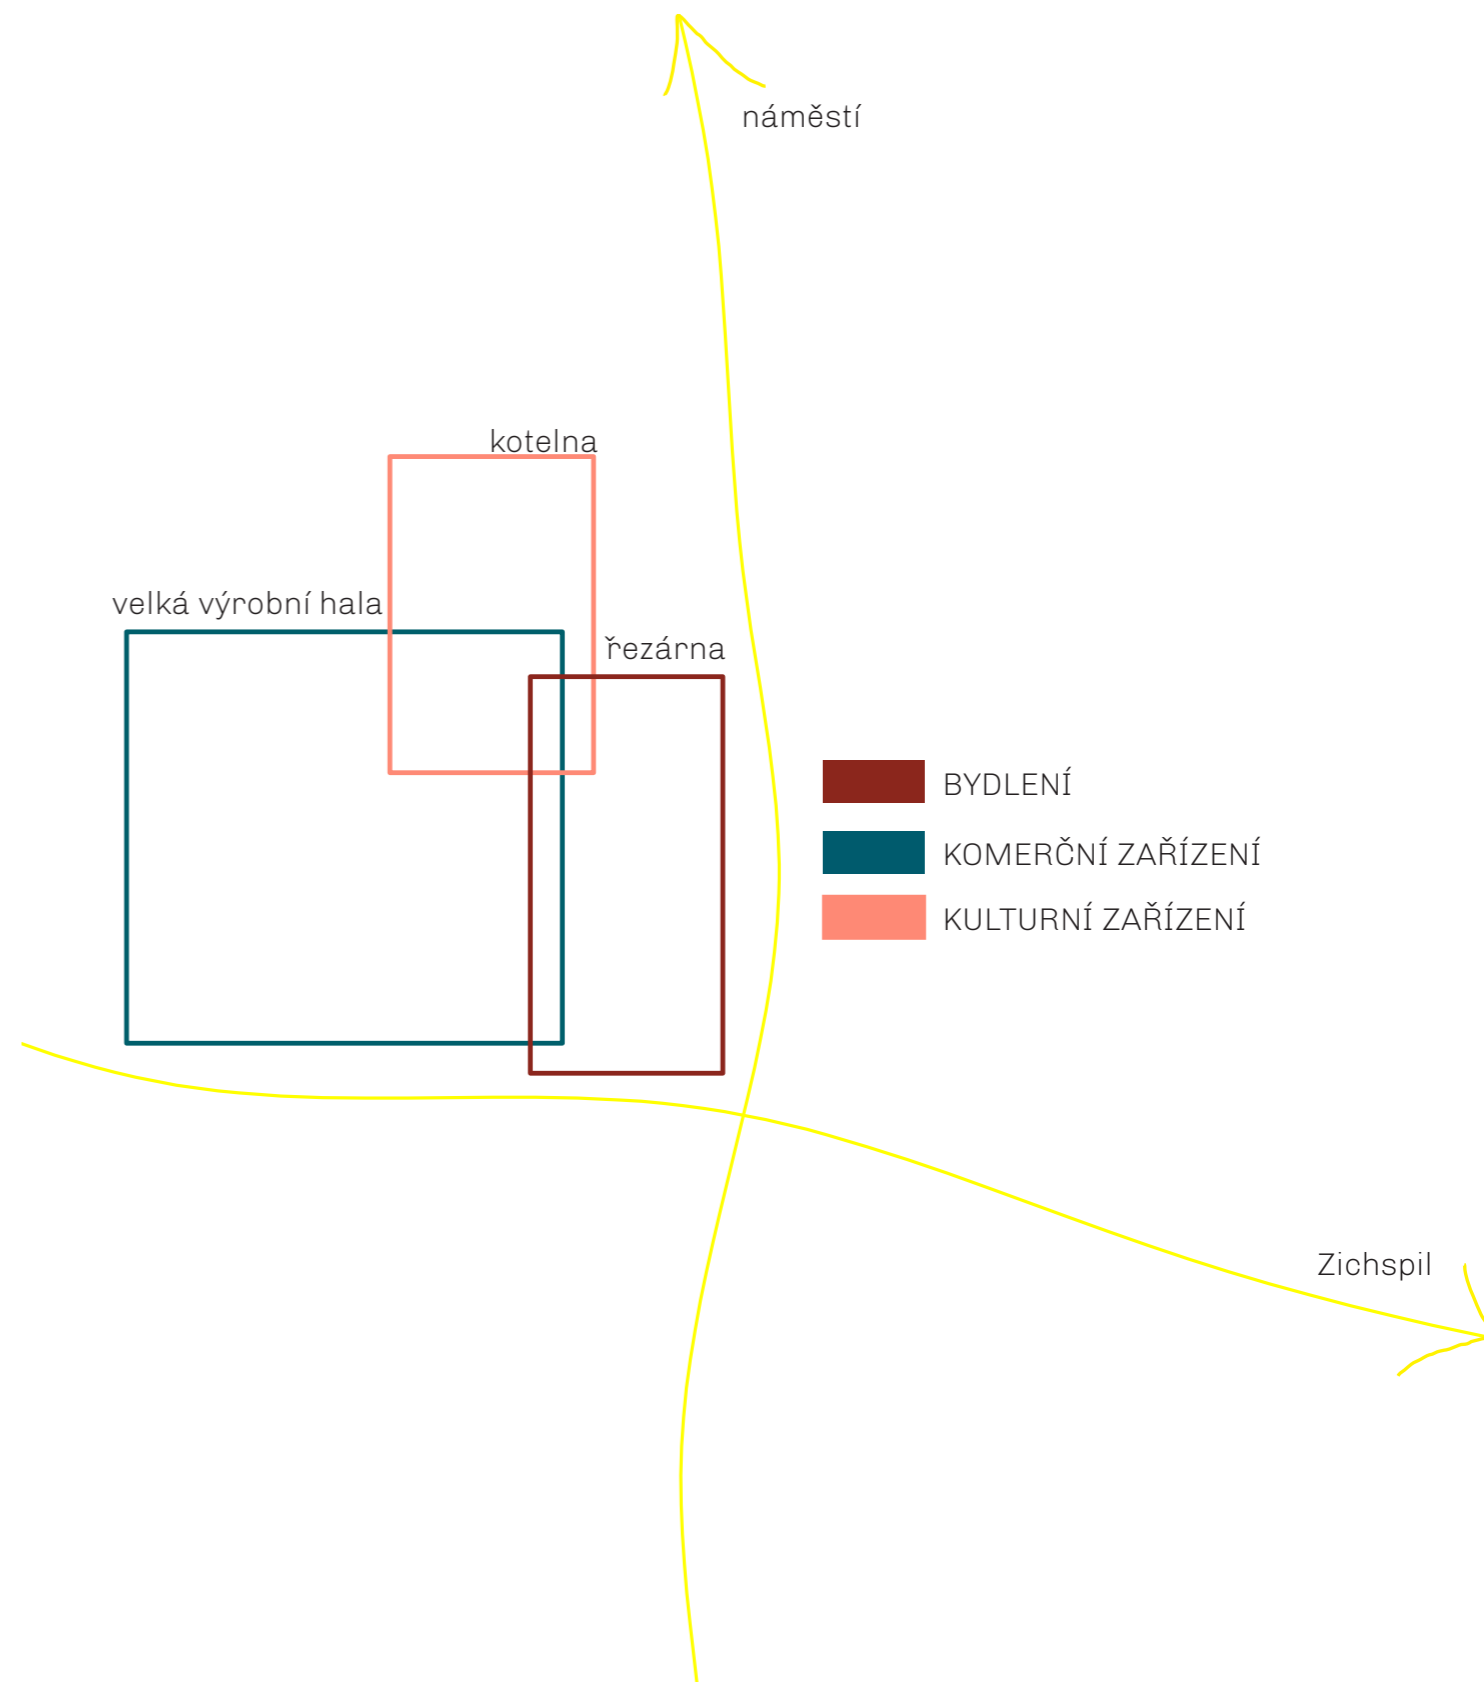 náměstí
kotelna
velká výrobní hala
řezárna
BYDLENÍ
KOMERČNÍ ZAŘÍZENÍ
KULTURNÍ ZAŘÍZENÍ
Zichspil